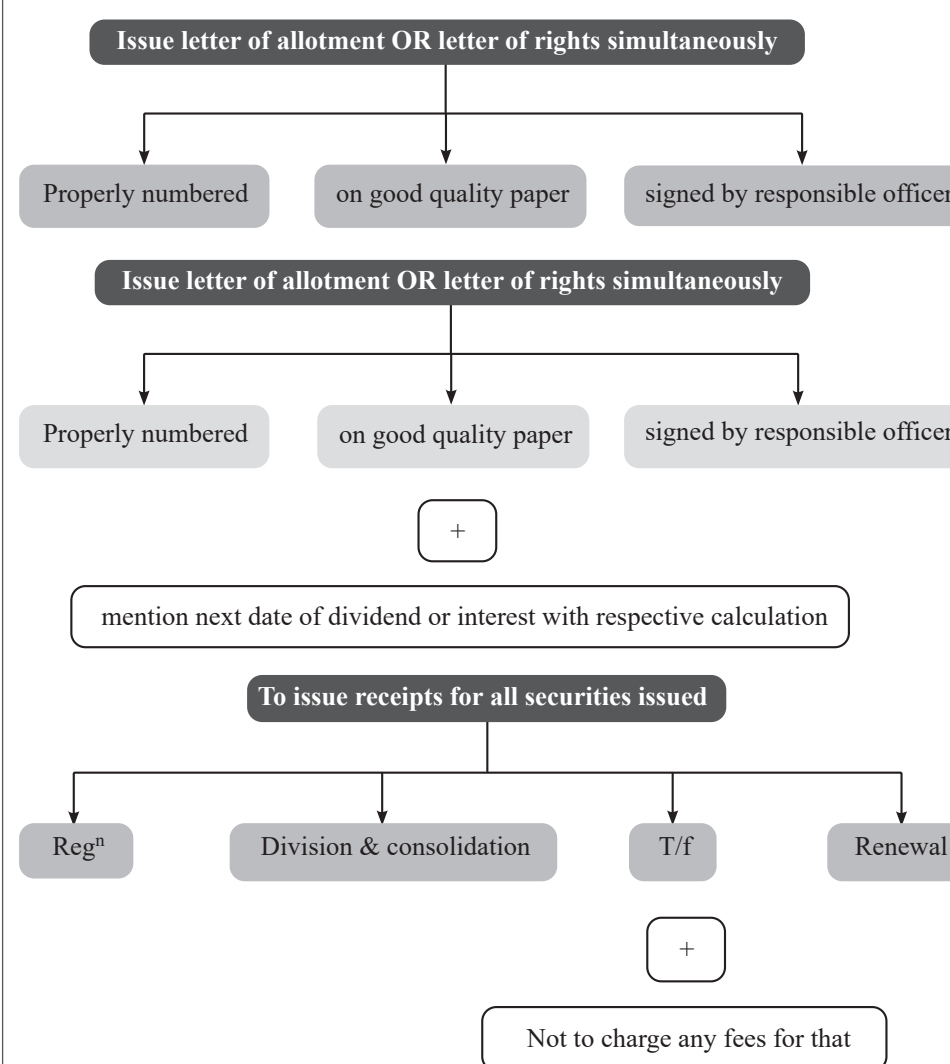 Issue letter of allotment OR letter of rights simultaneously
Properly numbered
on good quality paper
signed by responsible officer
Issue letter of allotment OR letter of rights simultaneously
Properly numbered
on good quality paper
signed by responsible officer
+
mention next date of dividend or interest with respective calculation
To issue receipts for all securities issued
Regⁿ
Division & consolidation
T/f
Renewal
+
Not to charge any fees for that